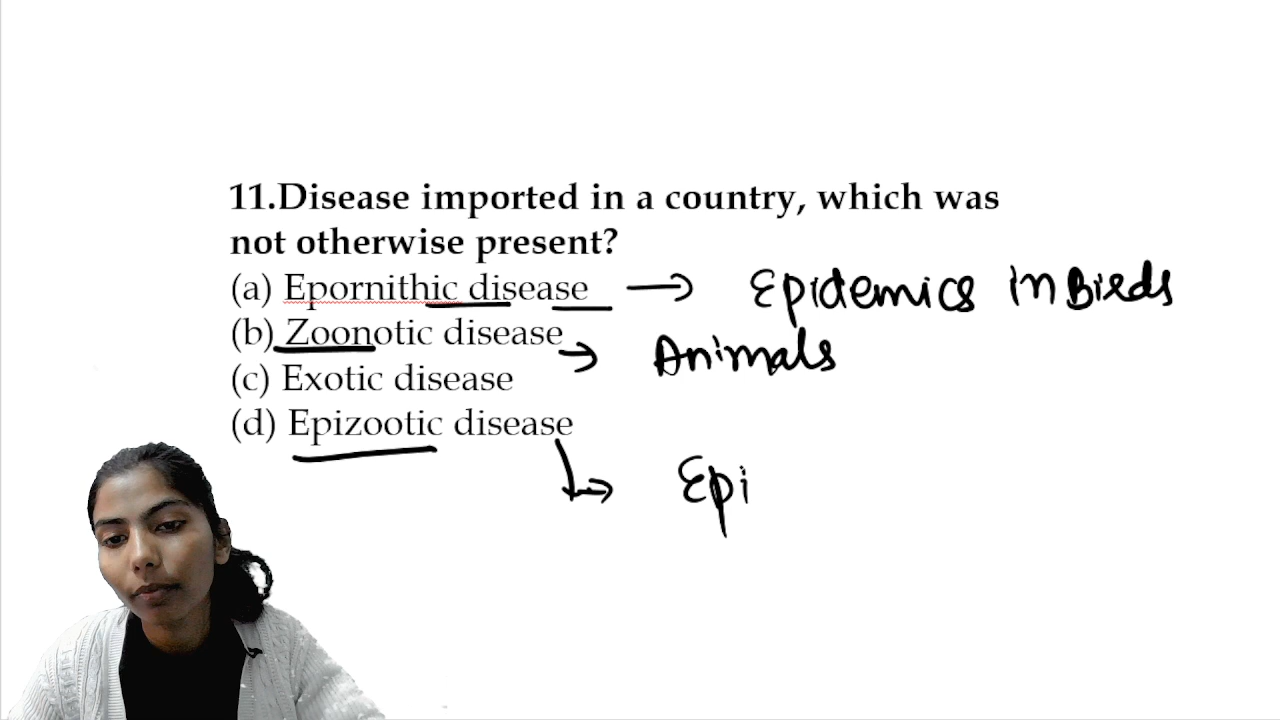 11.Disease imported in a country, which was
not otherwise present?
(a) Epornithic disease → Epidemics in Birds
(b) Zoonotic disease → Animals
(c) Exotic disease
(d) Epizootic disease
→ Epi